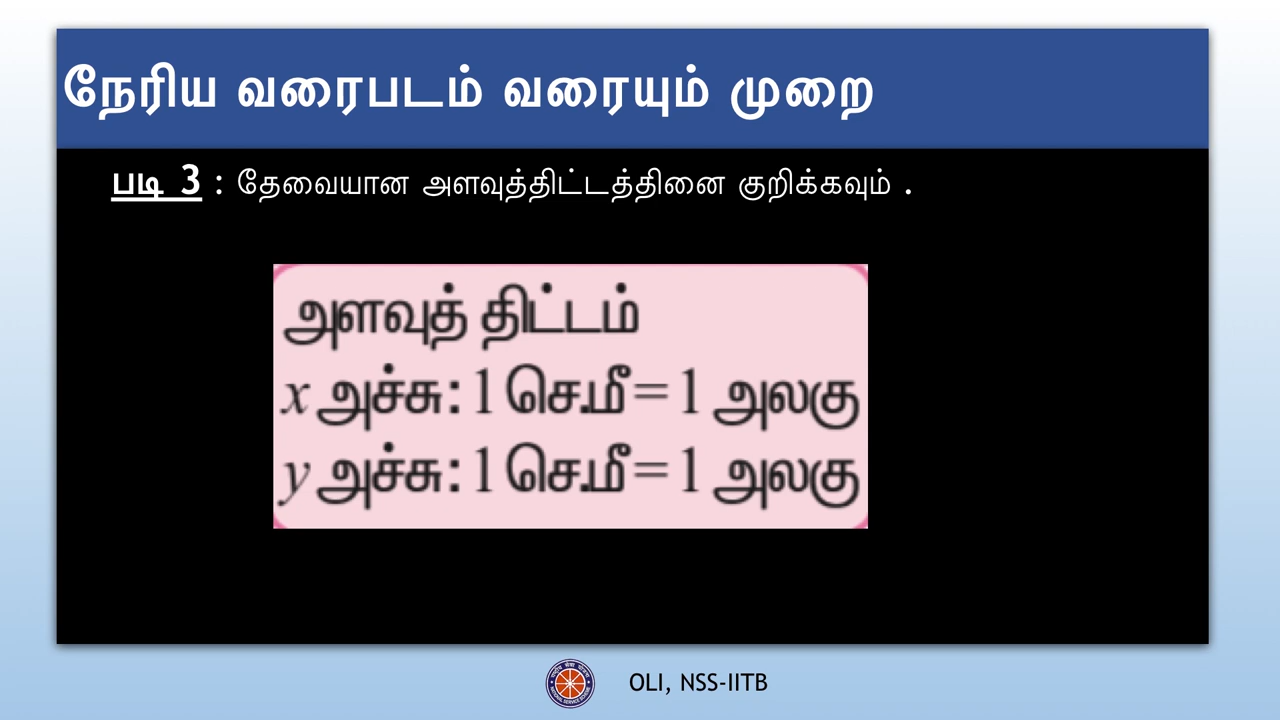 நேரிய வரைபடம் வரையும் முறை
படி 3 : தேவையான அளவுத்திட்டத்தினை குறிக்கவும் .
அளவுத் திட்டம்
x அச்சு: 1 செ.மீ = 1 அலகு
y அச்சு: 1 செ.மீ = 1 அலகு
OLI, NSS-IITB